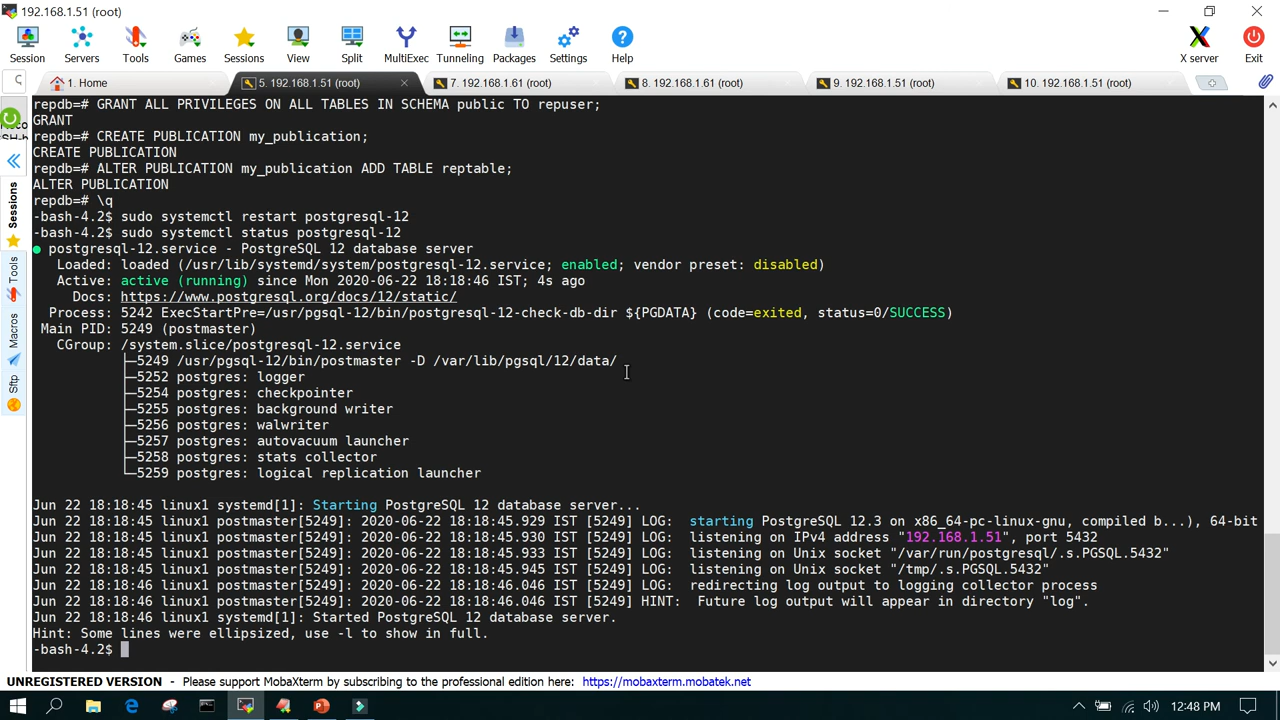 192.168.1.51 (root)
Session
Servers
Tools
Games
Sessions
View
Split
MultiExec
Tunneling
Packages
Settings
Help
X server
Exit
1. Home
5. 192.168.1.51 (root)
7. 192.168.1.61 (root)
8. 192.168.1.61 (root)
9. 192.168.1.51 (root)
10. 192.168.1.51 (root)
Sessions
Tools
Macros
Sftp
repdb=# GRANT ALL PRIVILEGES ON ALL TABLES IN SCHEMA public TO repuser;
GRANT
repdb=# CREATE PUBLICATION my_publication;
CREATE PUBLICATION
repdb=# ALTER PUBLICATION my_publication ADD TABLE reptable;
ALTER PUBLICATION
repdb=# \q
-bash-4.2$ sudo systemctl restart postgresql-12
-bash-4.2$ sudo systemctl status postgresql-12
● postgresql-12.service - PostgreSQL 12 database server
Loaded: loaded (/usr/lib/systemd/system/postgresql-12.service; enabled; vendor preset: disabled)
Active: active (running) since Mon 2020-06-22 18:18:46 IST; 4s ago
Docs: https://www.postgresql.org/docs/12/static/
Process: 5242 ExecStartPre=/usr/pgsql-12/bin/postgresql-12-check-db-dir ${PGDATA} (code=exited, status=0/SUCCESS)
Main PID: 5249 (postmaster)
CGroup: /system.slice/postgresql-12.service
├─5249 /usr/pgsql-12/bin/postmaster -D /var/lib/pgsql/12/data/
├─5252 postgres: logger
├─5254 postgres: checkpointer
├─5255 postgres: background writer
├─5256 postgres: walwriter
├─5257 postgres: autovacuum launcher
├─5258 postgres: stats collector
└─5259 postgres: logical replication launcher
Jun 22 18:18:45 linux1 systemd[1]: Starting PostgreSQL 12 database server...
Jun 22 18:18:45 linux1 postmaster[5249]: 2020-06-22 18:18:45.929 IST [5249] LOG:  starting PostgreSQL 12.3 on x86_64-pc-linux-gnu, compiled b...), 64-bit
Jun 22 18:18:45 linux1 postmaster[5249]: 2020-06-22 18:18:45.930 IST [5249] LOG:  listening on IPv4 address "192.168.1.51", port 5432
Jun 22 18:18:45 linux1 postmaster[5249]: 2020-06-22 18:18:45.933 IST [5249] LOG:  listening on Unix socket "/var/run/postgresql/.s.PGSQL.5432"
Jun 22 18:18:45 linux1 postmaster[5249]: 2020-06-22 18:18:45.945 IST [5249] LOG:  listening on Unix socket "/tmp/.s.PGSQL.5432"
Jun 22 18:18:46 linux1 postmaster[5249]: 2020-06-22 18:18:46.046 IST [5249] LOG:  redirecting log output to logging collector process
Jun 22 18:18:46 linux1 postmaster[5249]: 2020-06-22 18:18:46.046 IST [5249] HINT:  Future log output will appear in directory "log".
Jun 22 18:18:46 linux1 systemd[1]: Started PostgreSQL 12 database server.
Hint: Some lines were ellipsized, use -l to show in full.
-bash-4.2$
UNREGISTERED VERSION - Please support MobaXterm by subscribing to the professional edition here: https://mobaxterm.mobatek.net
12:48 PM